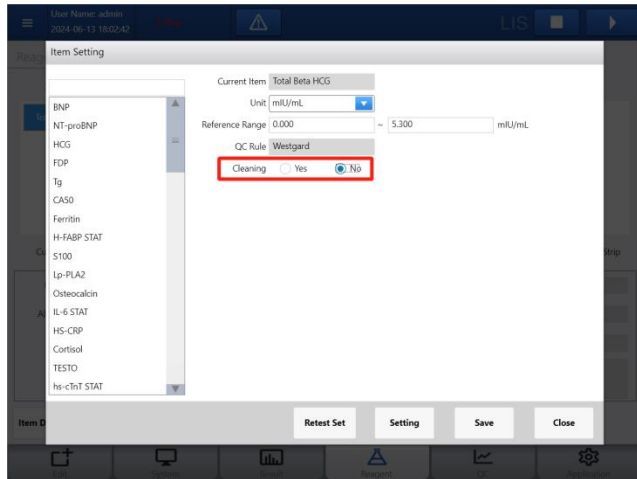 User Name: admin
2024-06-13 18:02:42
LIS
Item Setting
Current Item Total Beta HCG
Unit mIU/mL
Reference Range 0.000 ~ 5.300 mIU/mL
QC Rule Westgard
Cleaning Yes No
BNP
NT-proBNP
HCG
FDP
Tg
CA50
Ferritin
H-FABP STAT
S100
Lp-PLA2
Osteocalcin
IL-6 STAT
HS-CRP
Cortisol
TESTO
hs-cTnT STAT
Strip
Item D
Retest Set Setting Save Close
Edit System Result Reagent QC Application